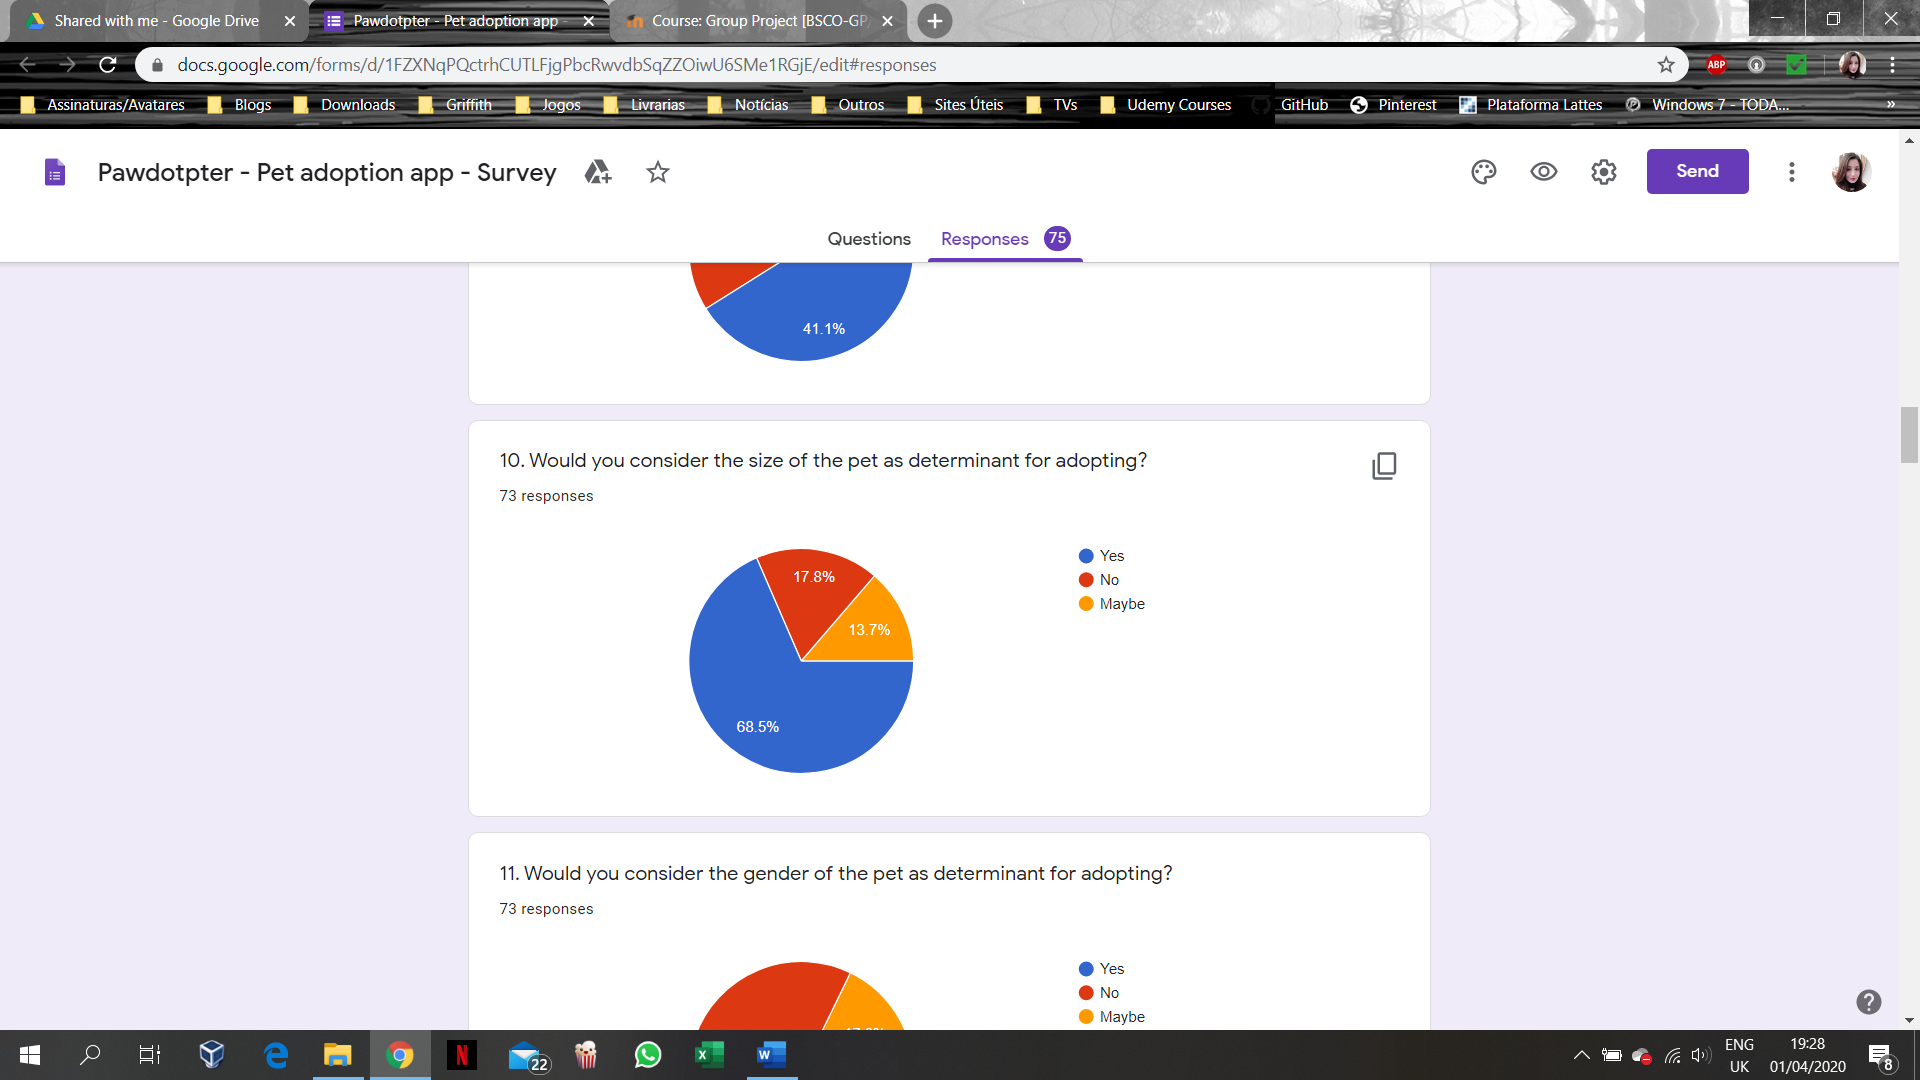 Shared with me - Google Drive
Pawdotpter - Pet adoption app -
Course: Group Project [BSCO-GP
docs.google.com/forms/d/1FZXNqPQctrhCUTLFjgPbcRwvdbSqZZOiwU6SMe1RGjE/edit#responses
ABP
Assinaturas/Avatares Blogs Downloads Griffith Jogos Livrarias Notícias Outros Sites Úteis TVs Udemy Courses GitHub Pinterest Plataforma Lattes Windows 7 - TODA... »
Pawdotpter - Pet adoption app - Survey
Send
Questions Responses 75
41.1%
10. Would you consider the size of the pet as determinant for adopting?
73 responses
17.8%
13.7%
68.5%
Yes
No
Maybe
11. Would you consider the gender of the pet as determinant for adopting?
73 responses
Yes
No
Maybe
22
ENG
UK
19:28
01/04/2020
8